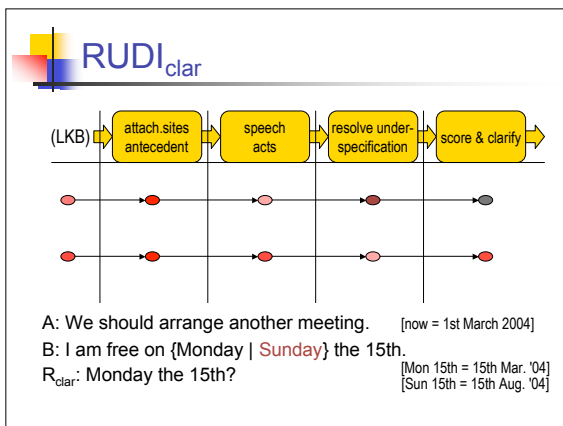 RUDIclar
(LKB)
attach.sites
antecedent
speech
acts
resolve under-
specification
score & clarify
A: We should arrange another meeting. [now = 1st March 2004]
B: I am free on {Monday | Sunday} the 15th.
Rclar: Monday the 15th? [Mon 15th = 15th Mar. '04]
[Sun 15th = 15th Aug. '04]